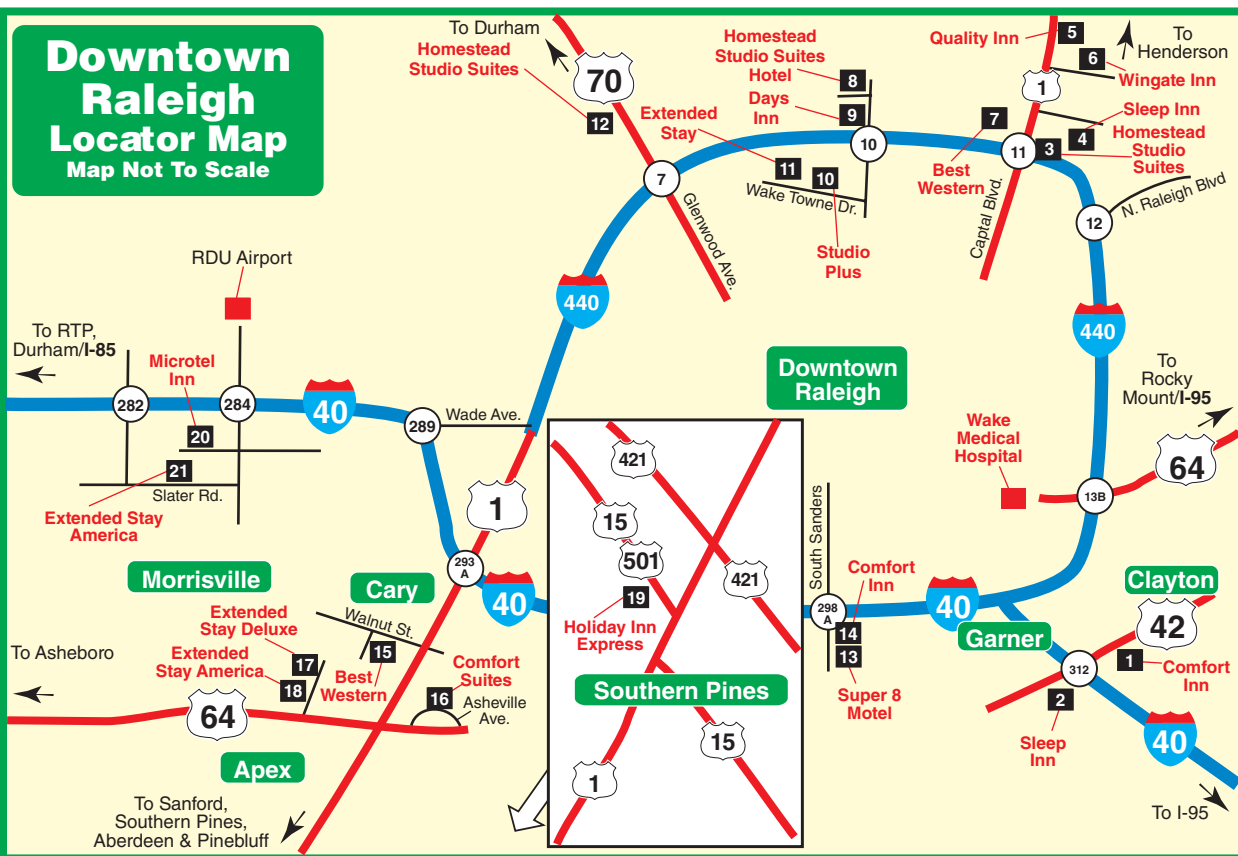 Downtown
Raleigh
Locator Map
Map Not To Scale
To Durham
Homestead
Studio Suites
12
70
Extended
Stay
11
10
Wake Towne Dr.
Studio
Plus
Homestead
Studio Suites
Hotel
8
Days
Inn
9
10
7
Glenwood Ave.
Quality Inn
5
To
Henderson
6
Wingate Inn
1
Sleep Inn
4
7
Best
Western
11
3
Homestead
Studio
Suites
Captal Blvd.
12
N. Raleigh Blvd
440
440
RDU Airport
To RTP,
Durham/I-85
Microtel
Inn
282
284
40
289
Wade Ave.
20
21
Slater Rd.
Extended Stay
America
1
293
A
40
Morrisville
Cary
Extended
Stay Deluxe
17
Extended
Stay America
18
Walnut St.
15
Best
Western
Comfort
Suites
16
Asheville
Ave.
To Asheboro
64
Apex
To Sanford,
Southern Pines,
Aberdeen & Pinebluff
Downtown
Raleigh
421
15
501
421
19
Holiday Inn
Express
Southern Pines
15
1
South Sanders
298
A
Comfort
Inn
14
13
Super 8
Motel
40
Wake
Medical
Hospital
To
Rocky
Mount/I-95
64
13B
Clayton
42
Garner
312
1
Comfort
Inn
2
Sleep
Inn
40
To I-95